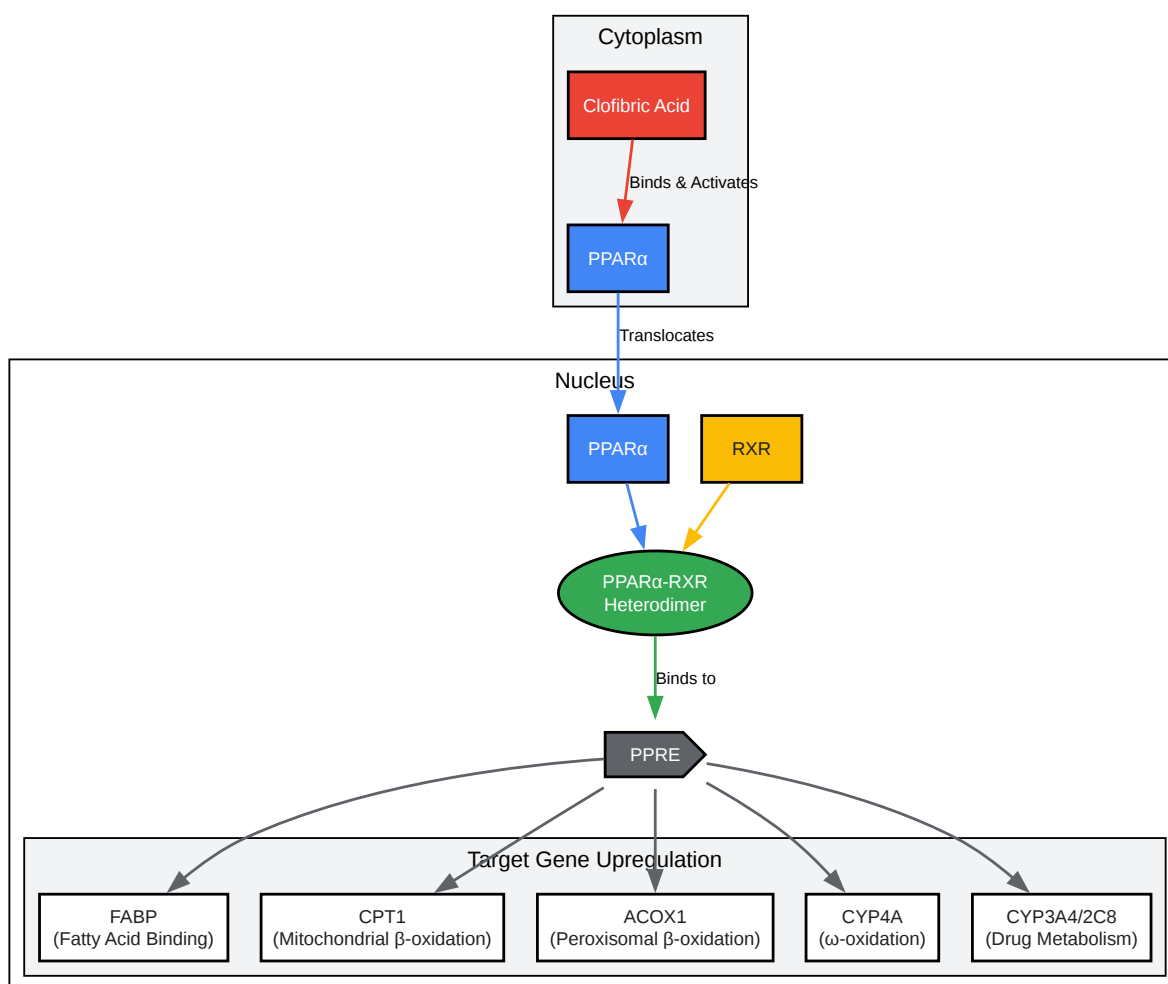 Cytoplasm
Clofibric Acid
Binds & Activates
PPARα
Translocates
Nucleus
PPARα
RXR
PPARα-RXR
Heterodimer
Binds to
PPRE
Target Gene Upregulation
FABP
(Fatty Acid Binding)
CPT1
(Mitochondrial β-oxidation)
ACOX1
(Peroxisomal β-oxidation)
CYP4A
(ω-oxidation)
CYP3A4/2C8
(Drug Metabolism)